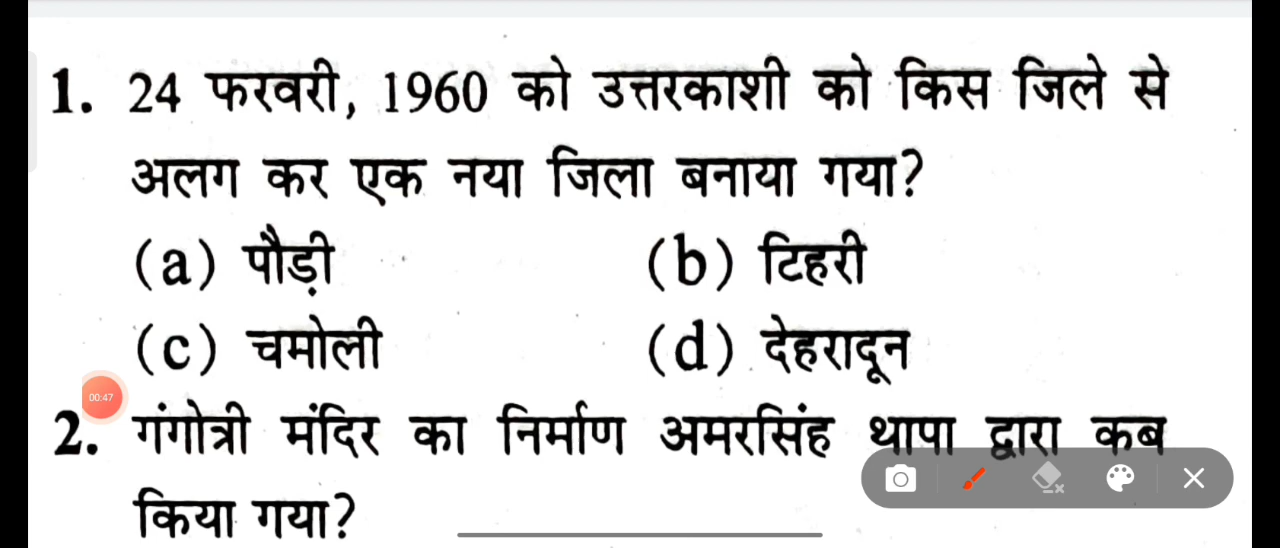 1. 24 फरवरी, 1960 को उत्तरकाशी को किस जिले से
अलग कर एक नया जिला बनाया गया?
(a) पौड़ी (b) टिहरी
(c) चमोली (d) देहरादून
00:47
2. गंगोत्री मंदिर का निर्माण अमरसिंह थापा द्वारा कब
किया गया?